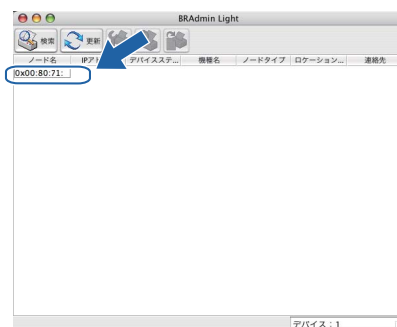 BRAdmin Light
検索 更新
ノード名 IPア デバイスステ... 機種名 ノードタイプ ロケーション... 連絡先
0x00:80:71:
デバイス：1